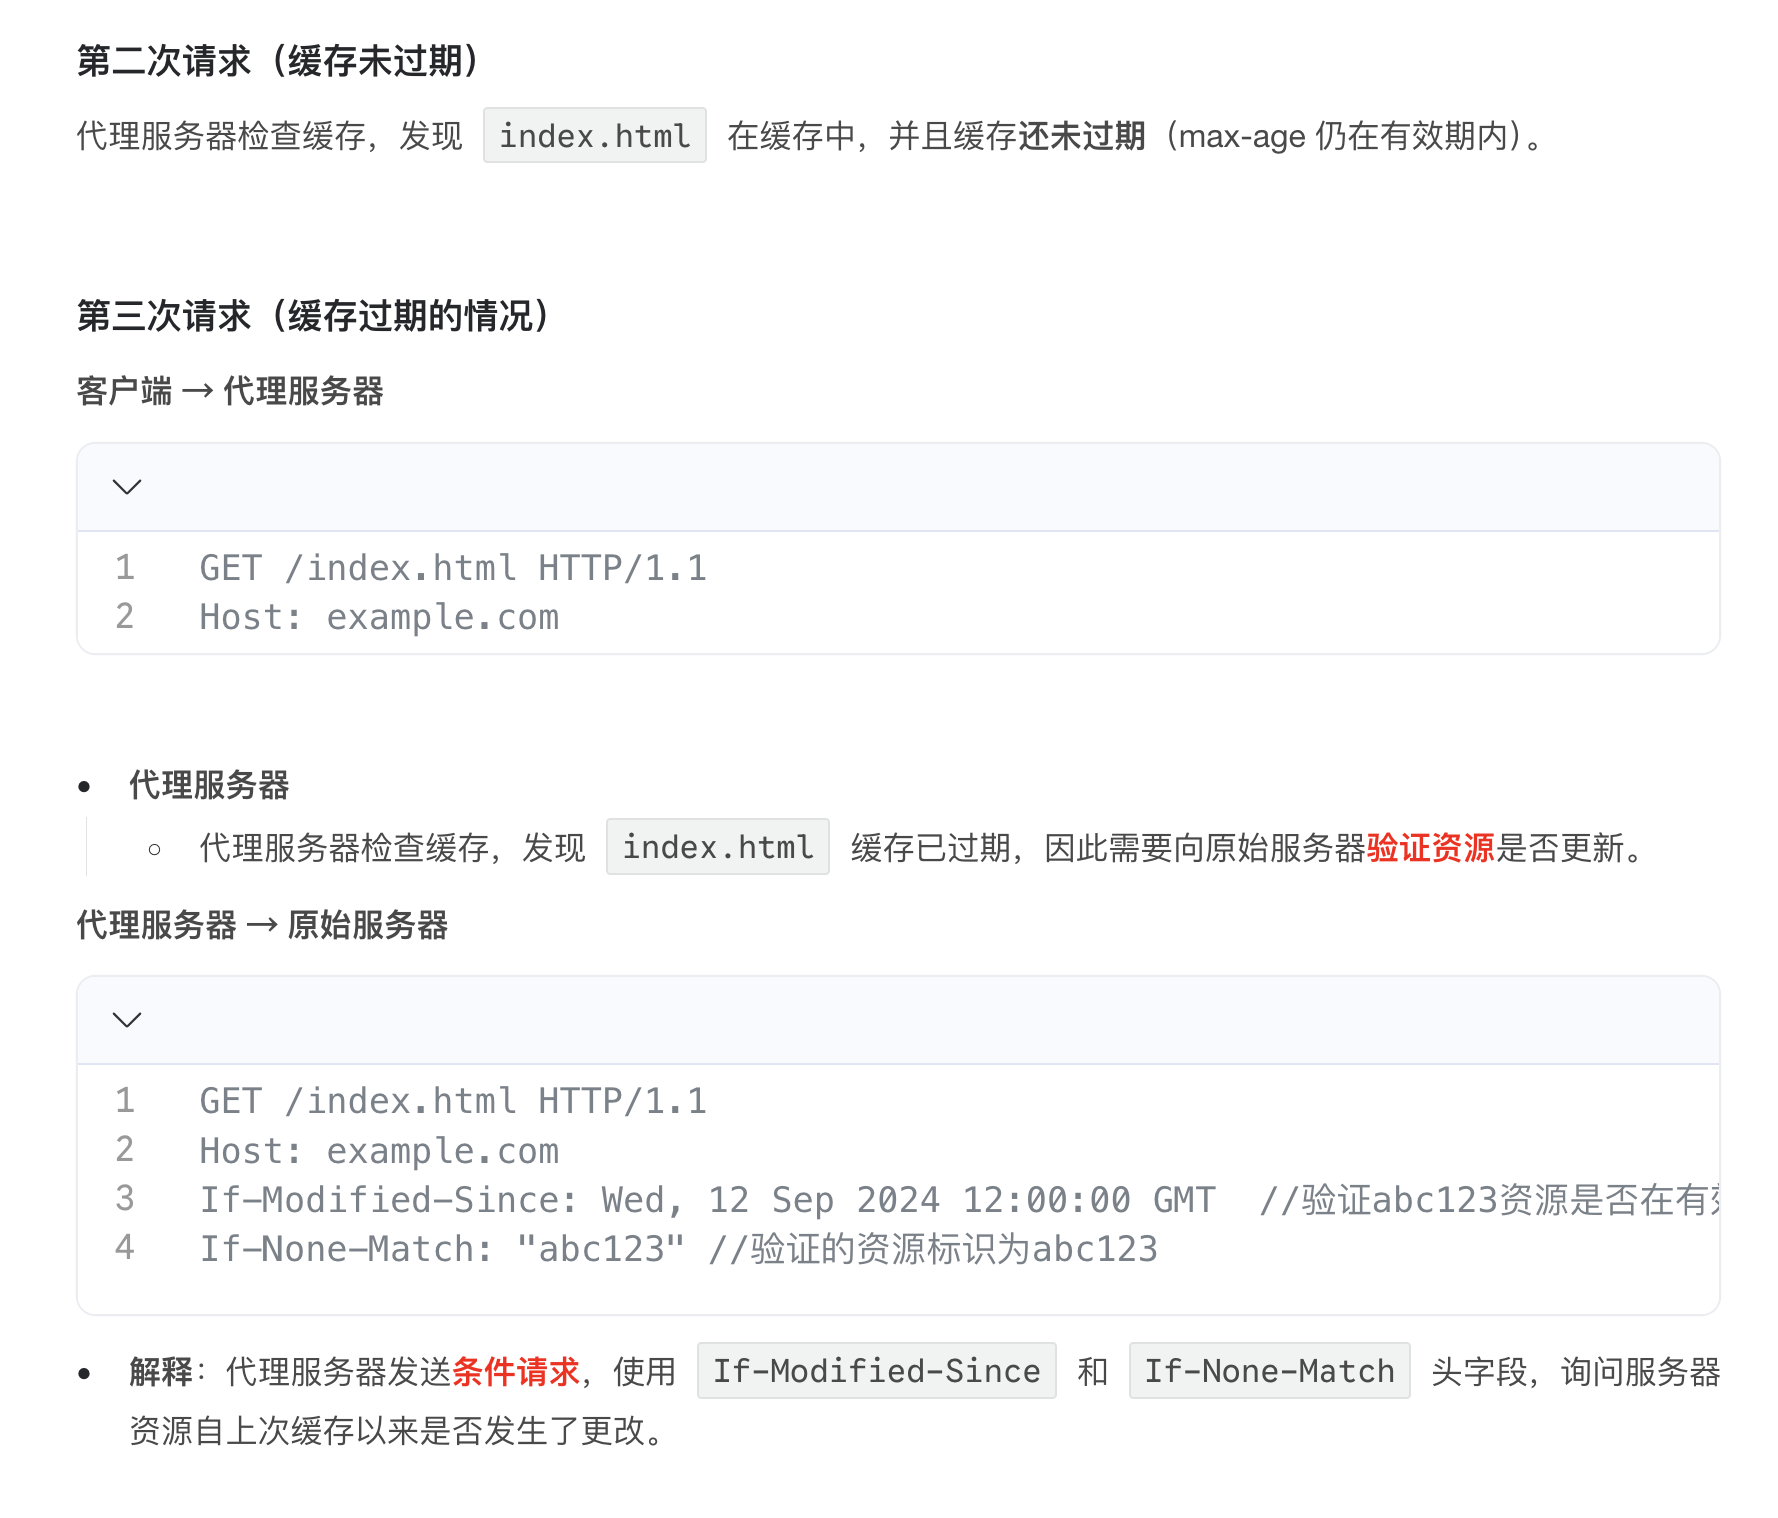 第二次请求（缓存未过期）
代理服务器检查缓存，发现 index.html 在缓存中，并且缓存还未过期（max-age 仍在有效期内）。
第三次请求（缓存过期的情况）
客户端 → 代理服务器
1 GET /index.html HTTP/1.1
2 Host: example.com
• 代理服务器
◦ 代理服务器检查缓存，发现 index.html 缓存已过期，因此需要向原始服务器验证资源是否更新。
代理服务器 → 原始服务器
1 GET /index.html HTTP/1.1
2 Host: example.com
3 If-Modified-Since: Wed, 12 Sep 2024 12:00:00 GMT //验证abc123资源是否在有
4 If-None-Match: "abc123" //验证的资源标识为abc123
• 解释：代理服务器发送条件请求，使用 If-Modified-Since 和 If-None-Match 头字段，询问服务器
资源自上次缓存以来是否发生了更改。